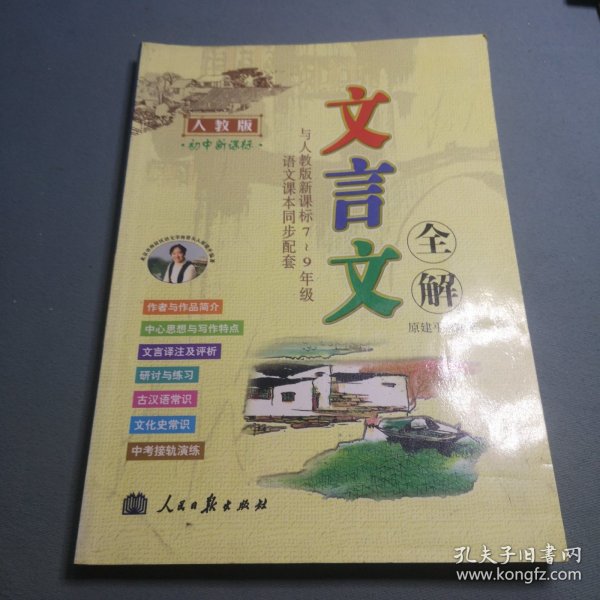 人教版
·初中新课标·
文言文
全解
与人教版新课标7~9年级
语文课本同步配套
原建平
作者与作品简介
中心思想与写作特点
文言译注及评析
研讨与练习
古汉语常识
文化史常识
中考接轨演练
人民日报出版社
孔夫子旧书网
www.kongfz.com